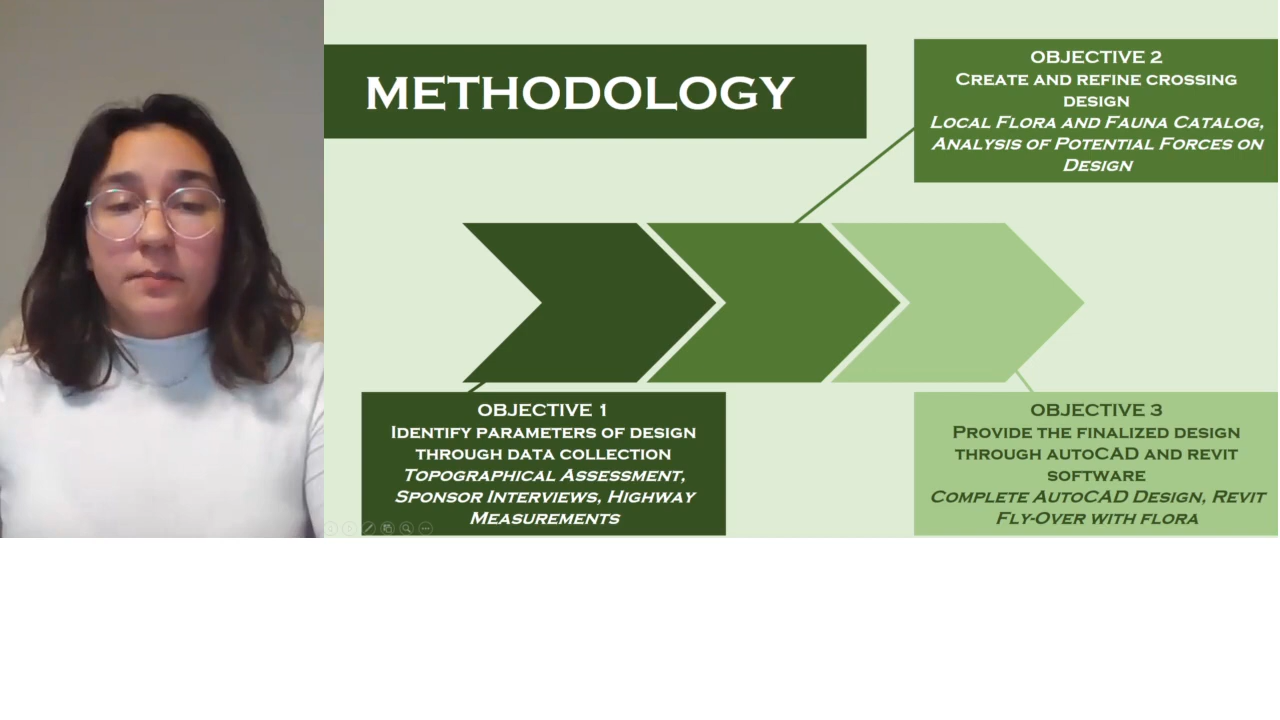 METHODOLOGY
OBJECTIVE 2
CREATE AND REFINE CROSSING
DESIGN
LOCAL FLORA AND FAUNA CATALOG,
ANALYSIS OF POTENTIAL FORCES ON
DESIGN
OBJECTIVE 1
IDENTIFY PARAMETERS OF DESIGN
THROUGH DATA COLLECTION
TOPOGRAPHICAL ASSESSMENT,
SPONSOR INTERVIEWS, HIGHWAY
MEASUREMENTS
OBJECTIVE 3
PROVIDE THE FINALIZED DESIGN
THROUGH AUTOCAD AND REVIT
SOFTWARE
COMPLETE AUTOCAD DESIGN, REVIT
FLY-OVER WITH FLORA